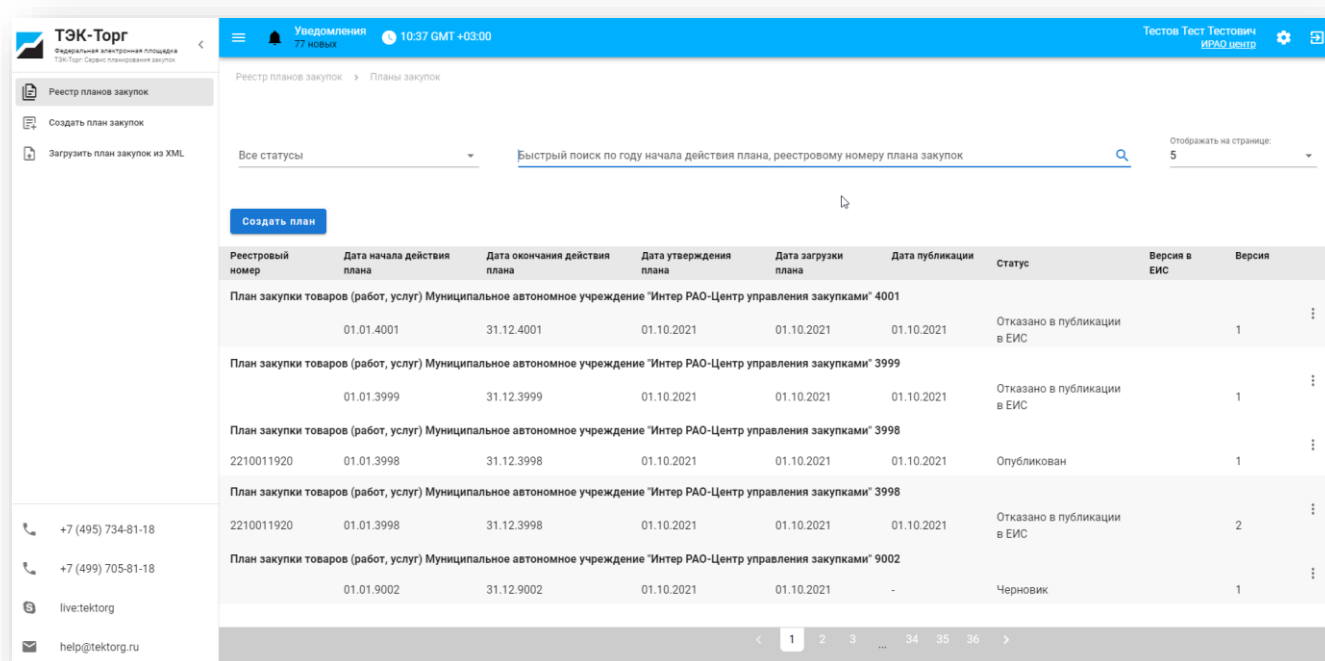 ТЭК-Торг
Федеральная электронная площадка
ТЭК-Торг: Сервис планирования закупок
Реестр планов закупок
Создать план закупок
Загрузить план закупок из XML
+7 (495) 734-81-18
+7 (499) 705-81-18
live:tektorg
help@tektorg.ru
Уведомления
77 новых
10:37 GMT +03:00
Тестов Тест Тестович
ИРАО центр
Реестр планов закупок > Планы закупок
Все статусы
Быстрый поиск по году начала действия плана, реестровому номеру плана закупок
Отображать на странице:
5
Создать план
Реестровый номер Дата начала действия плана Дата окончания действия плана Дата утверждения плана Дата загрузки плана Дата публикации Статус Версия в ЕИС Версия
План закупки товаров (работ, услуг) Муниципальное автономное учреждение "Интер РАО-Центр управления закупками" 4001
01.01.4001 31.12.4001 01.10.2021 01.10.2021 01.10.2021 Отказано в публикации в ЕИС 1
План закупки товаров (работ, услуг) Муниципальное автономное учреждение "Интер РАО-Центр управления закупками" 3999
01.01.3999 31.12.3999 01.10.2021 01.10.2021 01.10.2021 Отказано в публикации в ЕИС 1
План закупки товаров (работ, услуг) Муниципальное автономное учреждение "Интер РАО-Центр управления закупками" 3998
2210011920 01.01.3998 31.12.3998 01.10.2021 01.10.2021 01.10.2021 Опубликован 1
План закупки товаров (работ, услуг) Муниципальное автономное учреждение "Интер РАО-Центр управления закупками" 3998
2210011920 01.01.3998 31.12.3998 01.10.2021 01.10.2021 01.10.2021 Отказано в публикации в ЕИС 2
План закупки товаров (работ, услуг) Муниципальное автономное учреждение "Интер РАО-Центр управления закупками" 9002
01.01.9002 31.12.9002 01.10.2021 01.10.2021 - Черновик 1
< 1 2 3 ... 34 35 36 >